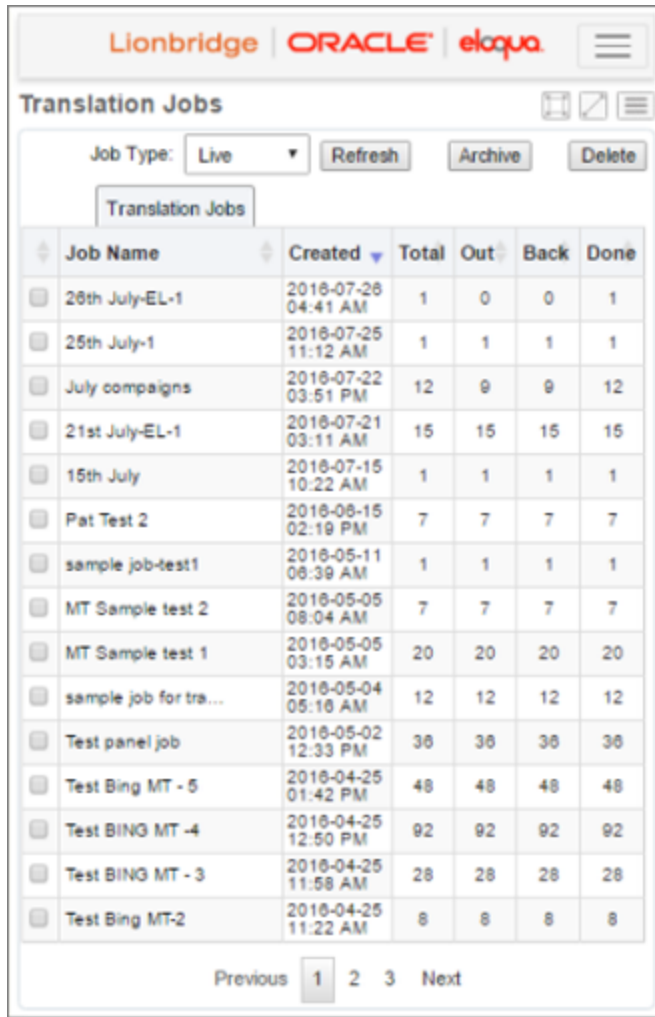 Lionbridge ORACLE eloqua.
Translation Jobs
Job Type: Live Refresh Archive Delete
Translation Jobs
Job Name Created Total Out Back Done
26th July-EL-1 2016-07-26 04:41 AM 1 0 0 1
25th July-1 2016-07-25 11:12 AM 1 1 1 1
July compaigns 2016-07-22 03:51 PM 12 9 9 12
21st July-EL-1 2016-07-21 03:11 AM 15 15 15 15
15th July 2016-07-15 10:22 AM 1 1 1 1
Pat Test 2 2016-06-15 02:19 PM 7 7 7 7
sample job-test1 2016-05-11 06:39 AM 1 1 1 1
MT Sample test 2 2016-05-05 08:04 AM 7 7 7 7
MT Sample test 1 2016-05-05 03:15 AM 20 20 20 20
sample job for tra... 2016-05-04 05:16 AM 12 12 12 12
Test panel job 2016-05-02 12:33 PM 36 36 36 36
Test Bing MT - 5 2016-04-25 01:42 PM 48 48 48 48
Test BING MT -4 2016-04-25 12:50 PM 92 92 92 92
Test BING MT - 3 2016-04-25 11:58 AM 28 28 28 28
Test Bing MT-2 2016-04-25 11:22 AM 8 8 8 8
Previous 1 2 3 Next